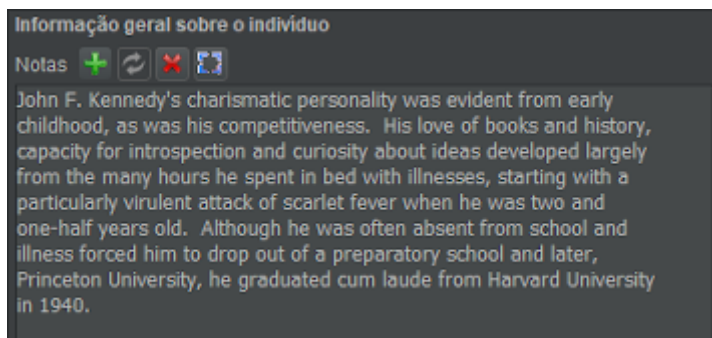 Informação geral sobre o indivíduo
Notas
John F. Kennedy's charismatic personality was evident from early
childhood, as was his competitiveness.  His love of books and history,
capacity for introspection and curiosity about ideas developed largely
from the many hours he spent in bed with illnesses, starting with a
particularly virulent attack of scarlet fever when he was two and
one-half years old.  Although he was often absent from school and
illness forced him to drop out of a preparatory school and later,
Princeton University, he graduated cum laude from Harvard University
in 1940.